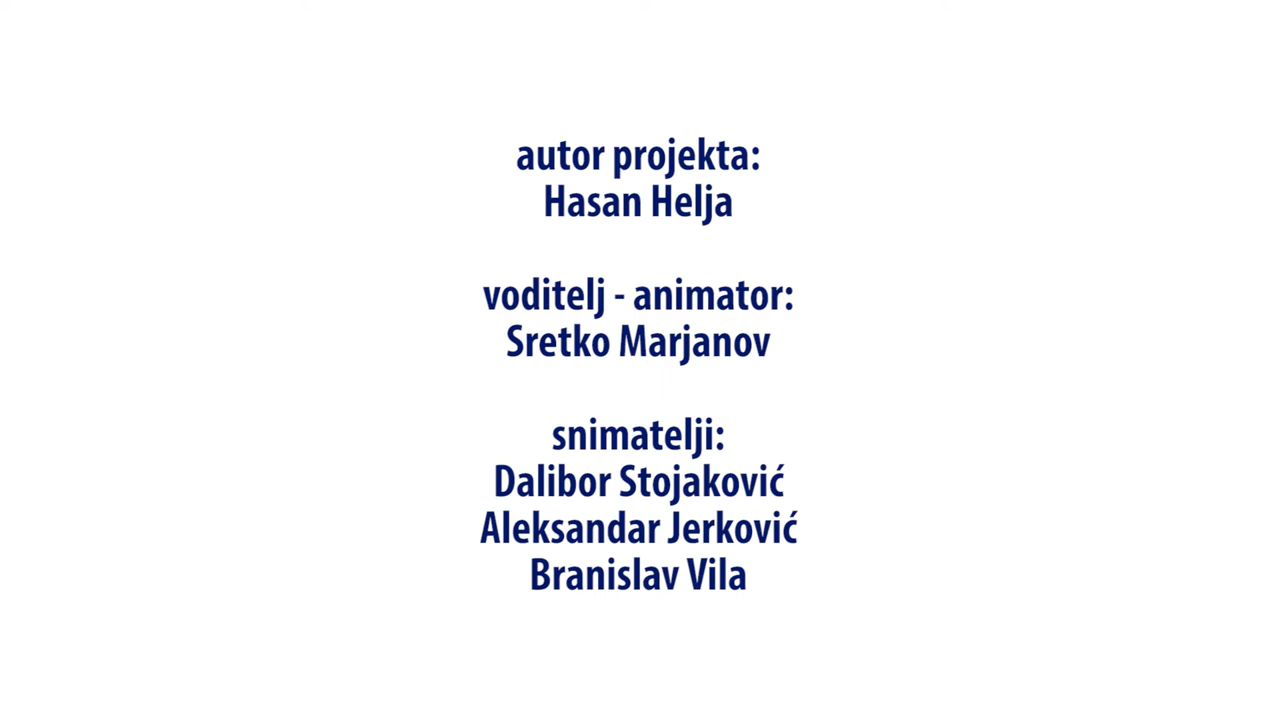 autor projekta:
Hasan Helja
voditelj - animator:
Sretko Marjanov
snimatelji:
Dalibor Stojaković
Aleksandar Jerković
Branislav Vila